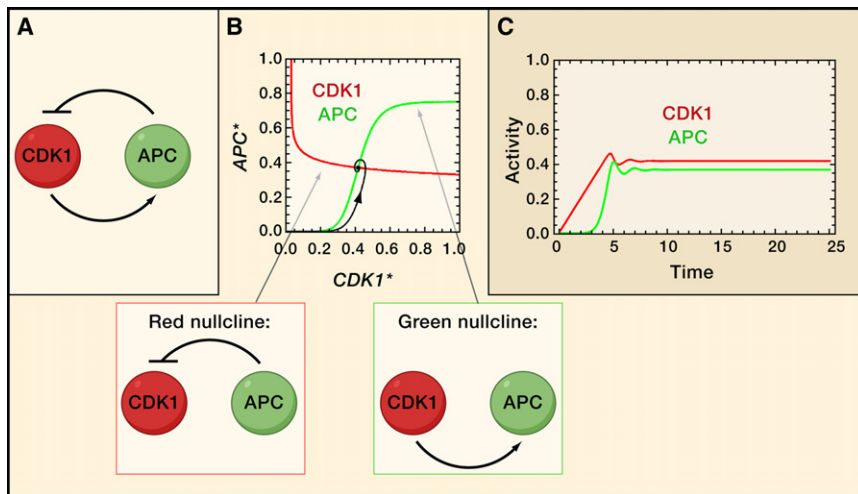 A
CDK1
APC
B
1.0
0.8
0.6
0.4
0.2
0.0
APC*
CDK1
APC
0.0 0.2 0.4 0.6 0.8 1.0
CDK1*
C
1.0
0.8
0.6
0.4
0.2
0.0
Activity
CDK1
APC
0 5 10 15 20 25
Time
Red nullcline:
CDK1
APC
Green nullcline:
CDK1
APC